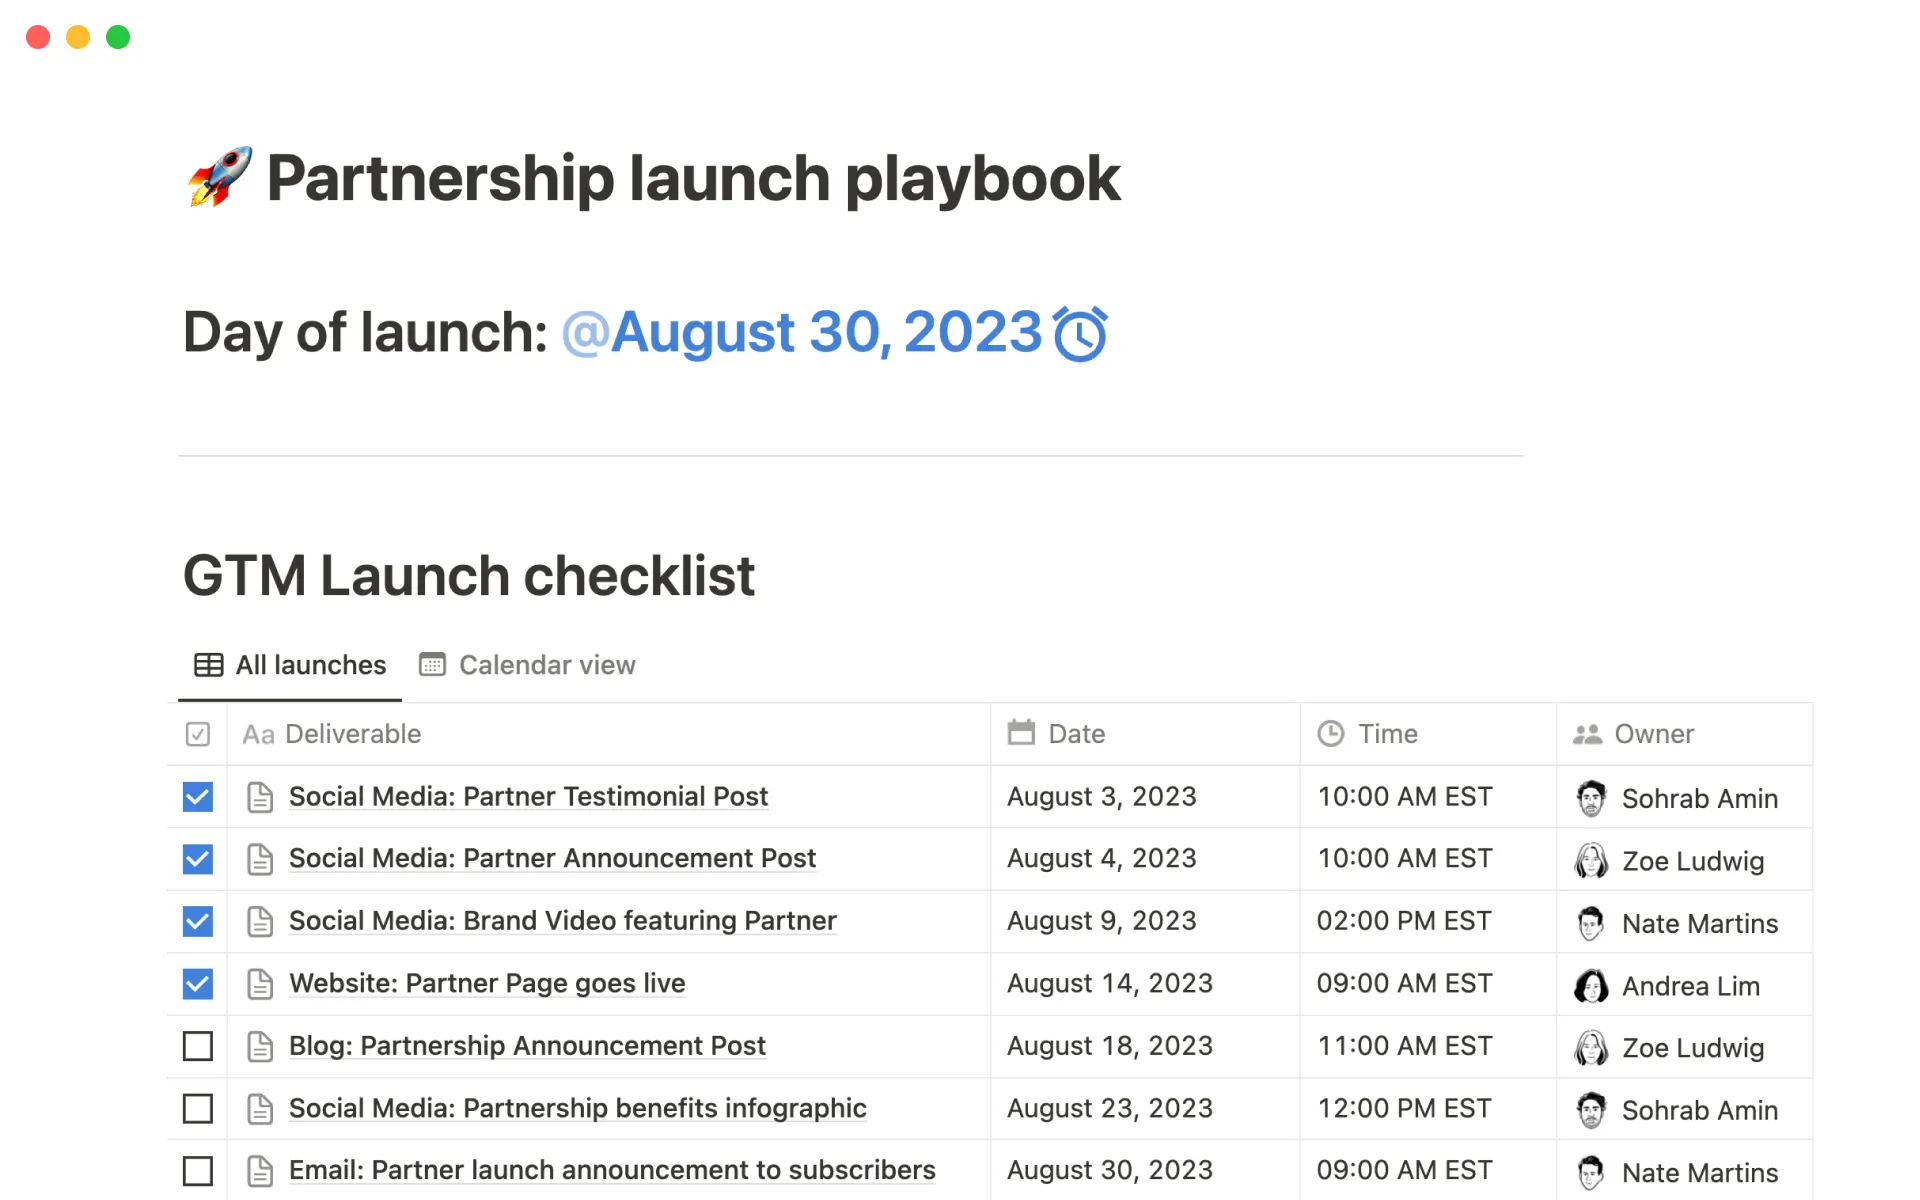 🚀 Partnership launch playbook
Day of launch: @August 30, 2023
GTM Launch checklist
All launches Calendar view
Aa Deliverable Date Time Owner
Social Media: Partner Testimonial Post August 3, 2023 10:00 AM EST Sohrab Amin
Social Media: Partner Announcement Post August 4, 2023 10:00 AM EST Zoe Ludwig
Social Media: Brand Video featuring Partner August 9, 2023 02:00 PM EST Nate Martins
Website: Partner Page goes live August 14, 2023 09:00 AM EST Andrea Lim
Blog: Partnership Announcement Post August 18, 2023 11:00 AM EST Zoe Ludwig
Social Media: Partnership benefits infographic August 23, 2023 12:00 PM EST Sohrab Amin
Email: Partner launch announcement to subscribers August 30, 2023 09:00 AM EST Nate Martins